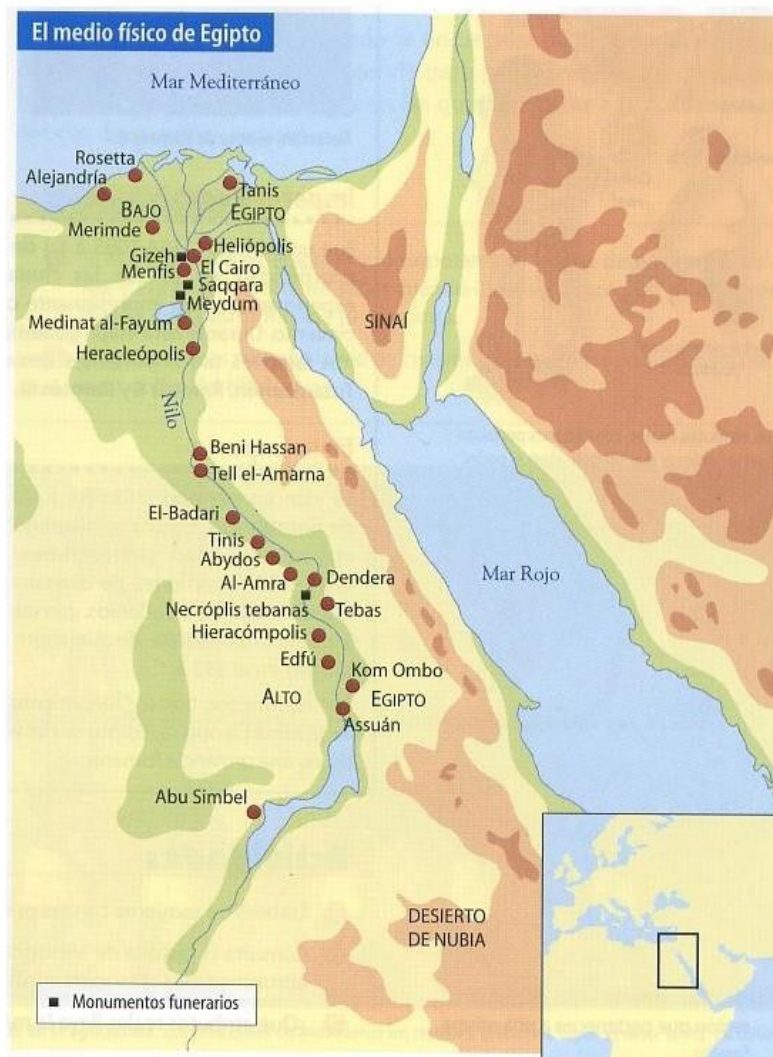 El medio físico de Egipto
Mar Mediterráneo
Rosetta
Alejandría
Tanis
BAJO
EGIPTO
Merimde
Heliópolis
Gizeh
El Cairo
Menfis
Saqqara
Meydum
Medinat al-Fayum
SINAÍ
Heracleópolis
Nilo
Beni Hassan
Tell el-Amarna
El-Badari
Tinis
Abydos
Al-Amra
Dendera
Mar Rojo
Necróplis tebanas
Tebas
Hieracómpolis
Edfú
Kom Ombo
ALTO
EGIPTO
Assuán
Abu Simbel
DESIERTO
DE NUBIA
Monumentos funerarios